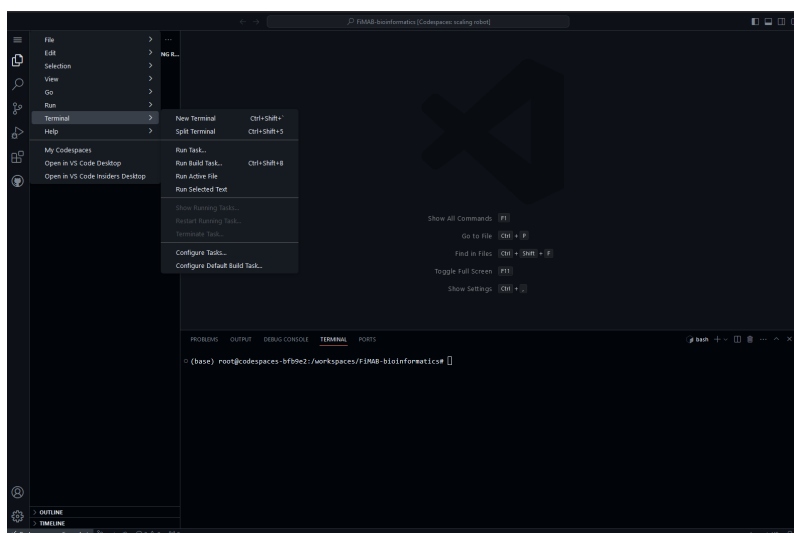 FiMAB-bioinformatics [Codespaces: scaling robot]
File
Edit
Selection
View
Go
Run
Terminal
Help
My Codespaces
Open in VS Code Desktop
Open in VS Code Insiders Desktop
NG R...
New Terminal Ctrl+Shift+`
Split Terminal Ctrl+Shift+5
Run Task...
Run Build Task... Ctrl+Shift+B
Run Active File
Run Selected Text
Show Running Tasks...
Restart Running Task...
Terminate Task...
Configure Tasks...
Configure Default Build Task...
Show All Commands F1
Go to File Ctrl + P
Find in Files Ctrl + Shift + F
Toggle Full Screen F11
Show Settings Ctrl + ,
PROBLEMS OUTPUT DEBUG CONSOLE TERMINAL PORTS
bash
(base) root@codespaces-bfb9e2:/workspaces/FiMAB-bioinformatics#
OUTLINE
TIMELINE